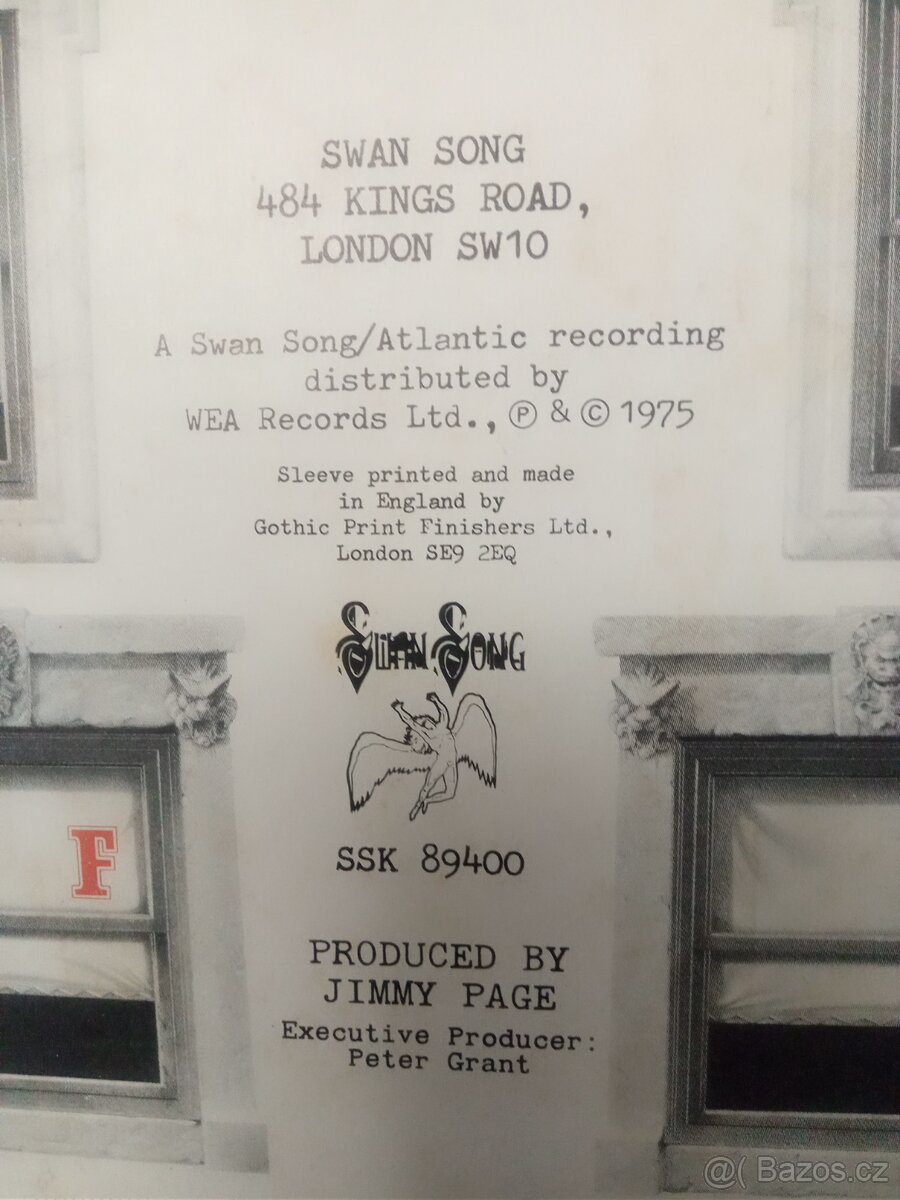 SWAN SONG
484 KINGS ROAD,
LONDON SW10
A Swan Song/Atlantic recording
distributed by
WEA Records Ltd., ℗ & © 1975
Sleeve printed and made
in England by
Gothic Print Finishers Ltd.,
London SE9 2EQ
SWAN SONG
F
SSK 89400
PRODUCED BY
JIMMY PAGE
Executive Producer:
Peter Grant
@( Bazos.cz